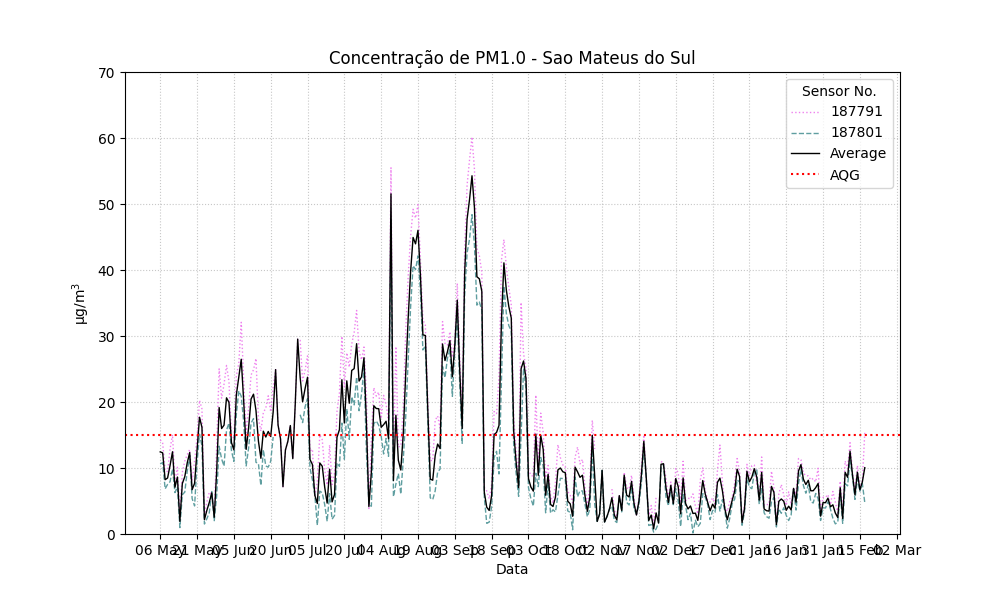 Concentração de PM1.0 - Sao Mateus do Sul
70
60
50
40
30
20
10
0
µg/m³
Sensor No.
187791
187801
Average
AQG
06 May 21 May 05 Jun 20 Jun 05 Jul 20 Jul 04 Aug 19 Aug 03 Sep 18 Sep 03 Oct 18 Oct 02 Nov 17 Nov 02 Dec 17 Dec 01 Jan 16 Jan 31 Jan 15 Feb 02 Mar
Data